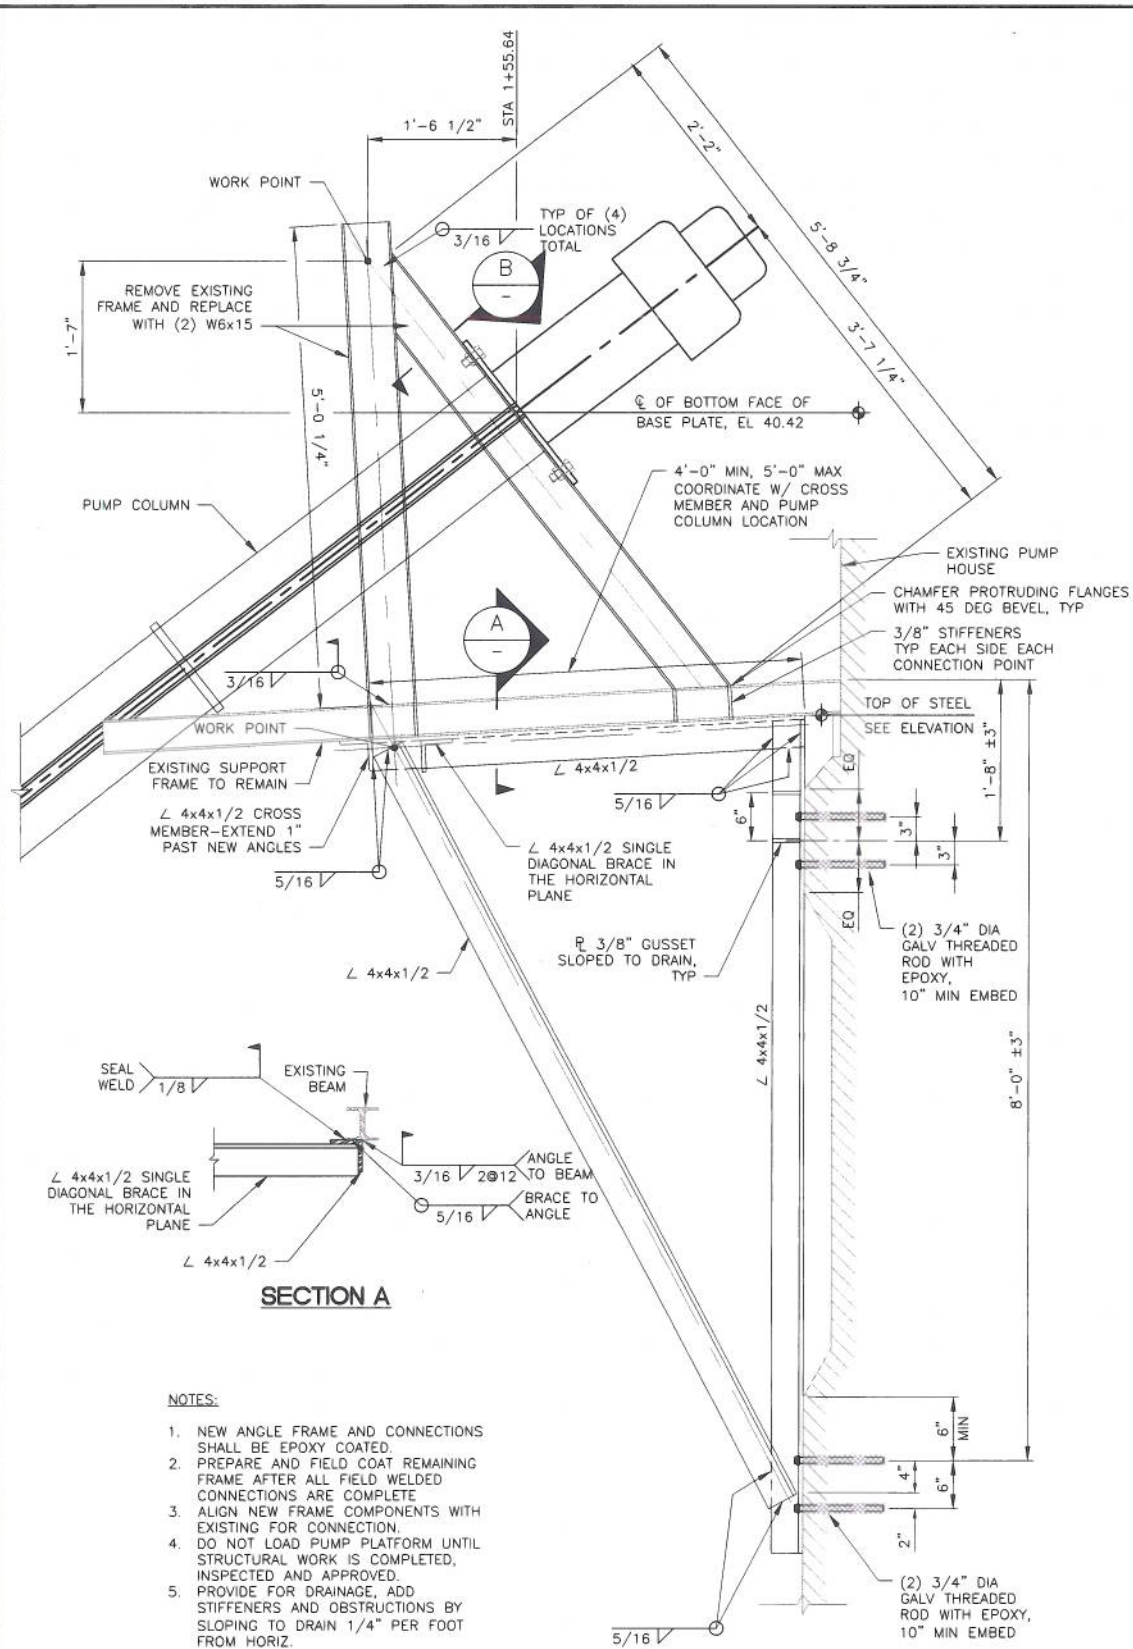 STA 1+55.64
1'-6 1/2"
WORK POINT
2'-2"
5'-8 3/4"
3'-7 1/4"
3/16
TYP OF (4)
LOCATIONS
TOTAL
B
-
REMOVE EXISTING
FRAME AND REPLACE
WITH (2) W6x15
1'-7"
5'-0 1/4"
℄ OF BOTTOM FACE OF
BASE PLATE, EL 40.42
4'-0" MIN, 5'-0" MAX
COORDINATE W/ CROSS
MEMBER AND PUMP
COLUMN LOCATION
PUMP COLUMN
EXISTING PUMP
HOUSE
CHAMFER PROTRUDING FLANGES
WITH 45 DEG BEVEL, TYP
3/8" STIFFENERS
TYP EACH SIDE EACH
CONNECTION POINT
A
-
3/16
TOP OF STEEL
SEE ELEVATION
WORK POINT
EXISTING SUPPORT
FRAME TO REMAIN
∠ 4x4x1/2
1'-8" ±3"
EQ
5/16
6"
3"
3"
EQ
∠ 4x4x1/2 CROSS
MEMBER-EXTEND 1"
PAST NEW ANGLES
5/16
∠ 4x4x1/2 SINGLE
DIAGONAL BRACE IN
THE HORIZONTAL
PLANE
℄ 3/8" GUSSET
SLOPED TO DRAIN,
TYP
(2) 3/4" DIA
GALV THREADED
ROD WITH
EPOXY,
10" MIN EMBED
∠ 4x4x1/2
∠ 4x4x1/2
8'-0" ±3"
SEAL
WELD
1/8
EXISTING
BEAM
3/16
2@12
ANGLE
TO BEAM
5/16
BRACE TO
ANGLE
∠ 4x4x1/2 SINGLE
DIAGONAL BRACE IN
THE HORIZONTAL
PLANE
∠ 4x4x1/2
SECTION A
NOTES:
1. NEW ANGLE FRAME AND CONNECTIONS
SHALL BE EPOXY COATED.
2. PREPARE AND FIELD COAT REMAINING
FRAME AFTER ALL FIELD WELDED
CONNECTIONS ARE COMPLETE
3. ALIGN NEW FRAME COMPONENTS WITH
EXISTING FOR CONNECTION.
4. DO NOT LOAD PUMP PLATFORM UNTIL
STRUCTURAL WORK IS COMPLETED,
INSPECTED AND APPROVED.
5. PROVIDE FOR DRAINAGE, ADD
STIFFENERS AND OBSTRUCTIONS BY
SLOPING TO DRAIN 1/4" PER FOOT
FROM HORIZ.
6"
MIN
4"
6"
2"
(2) 3/4" DIA
GALV THREADED
ROD WITH EPOXY,
10" MIN EMBED
5/16